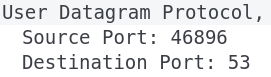 User Datagram Protocol,
Source Port: 46896
Destination Port: 53